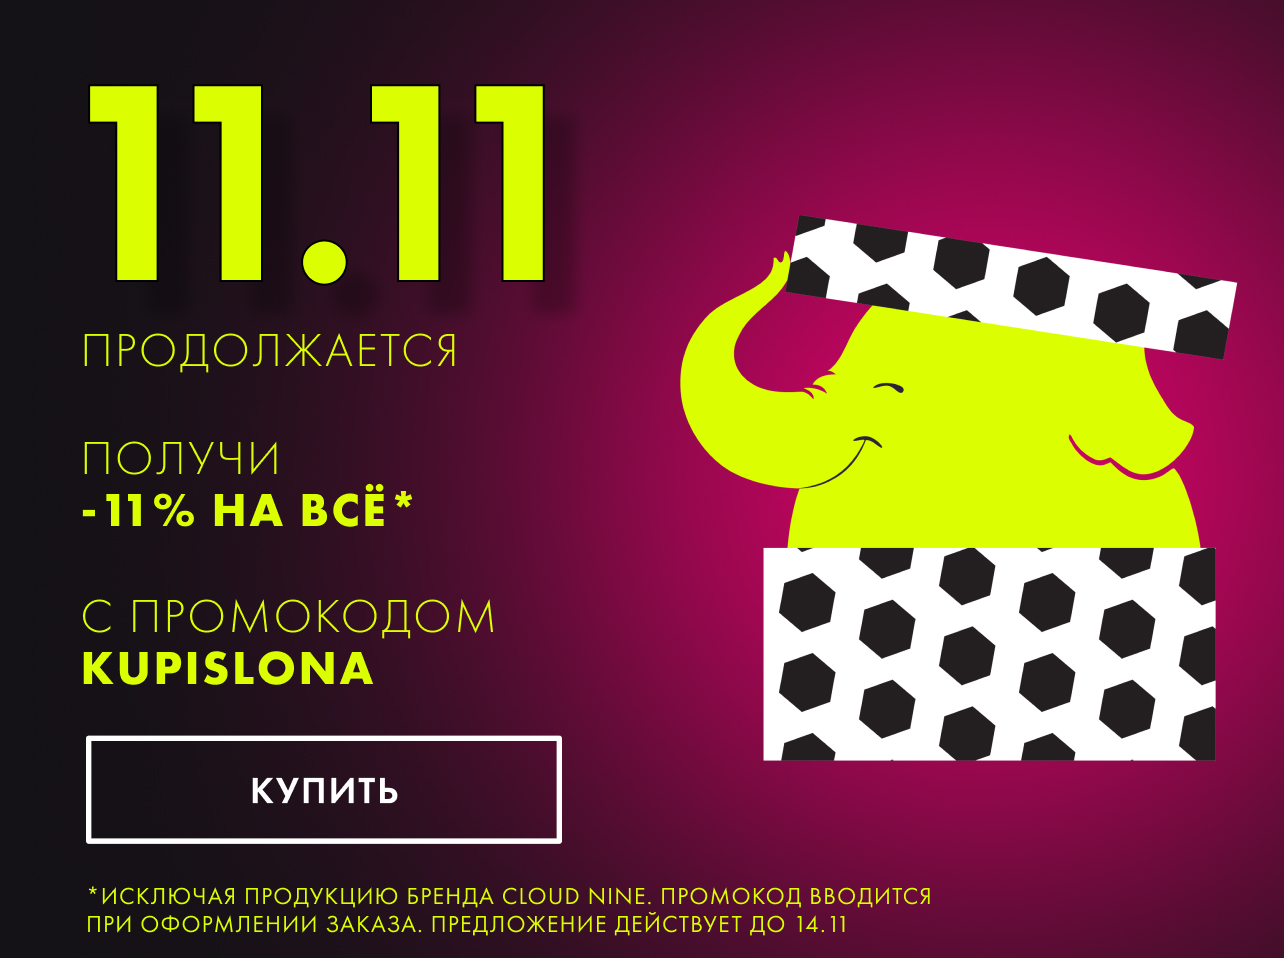 11.11
ПРОДОЛЖАЕТСЯ
ПОЛУЧИ
-11% НА ВСЁ*
С ПРОМОКОДОМ
KUPISLONA
КУПИТЬ
*ИСКЛЮЧАЯ ПРОДУКЦИЮ БРЕНДА CLOUD NINE. ПРОМОКОД ВВОДИТСЯ
ПРИ ОФОРМЛЕНИИ ЗАКАЗА. ПРЕДЛОЖЕНИЕ ДЕЙСТВУЕТ ДО 14.11